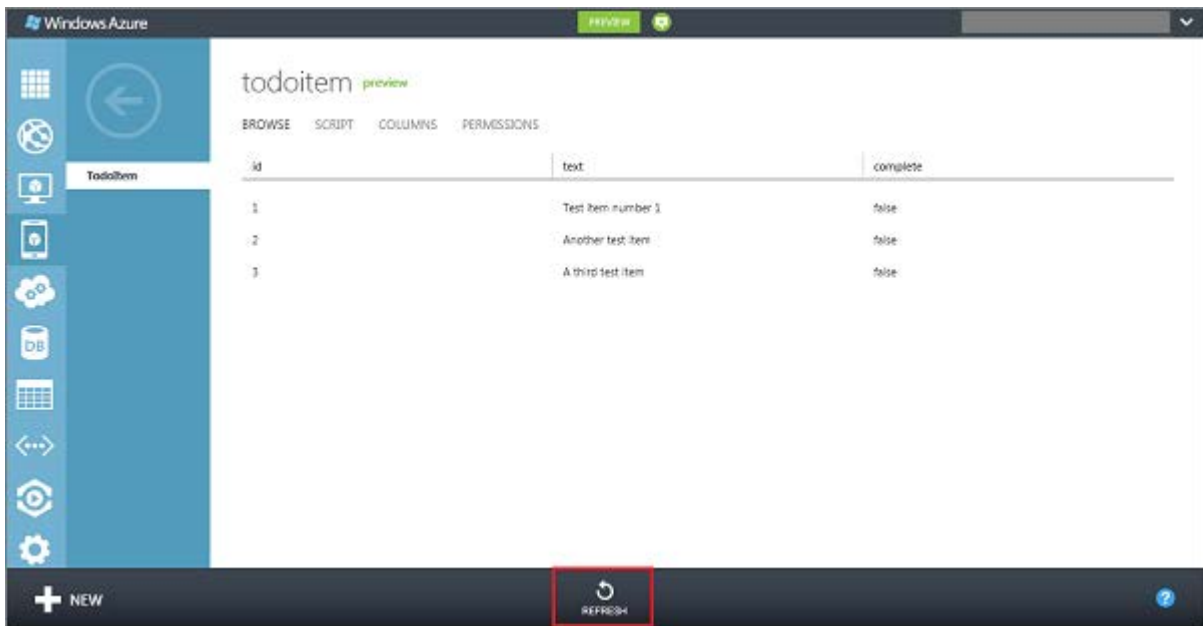 Windows Azure
PREVIEW
todoitem preview
BROWSE SCRIPT COLUMNS PERMISSIONS
TodoItem
id text complete
1 Test item number 1 false
2 Another test item false
3 A third test item false
DB
NEW
REFRESH
?